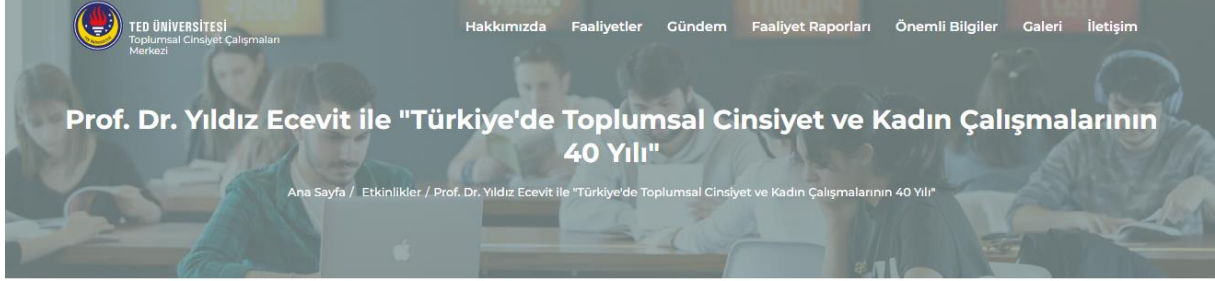 TED ÜNİVERSİTESİ
Toplumsal Cinsiyet Çalışmaları
Merkezi
Hakkımızda Faaliyetler Gündem Faaliyet Raporları Önemli Bilgiler Galeri İletişim
Prof. Dr. Yıldız Ecevit ile "Türkiye'de Toplumsal Cinsiyet ve Kadın Çalışmalarının
40 Yılı"
Ana Sayfa / Etkinlikler / Prof. Dr. Yıldız Ecevit ile "Türkiye'de Toplumsal Cinsiyet ve Kadın Çalışmalarının 40 Yılı"